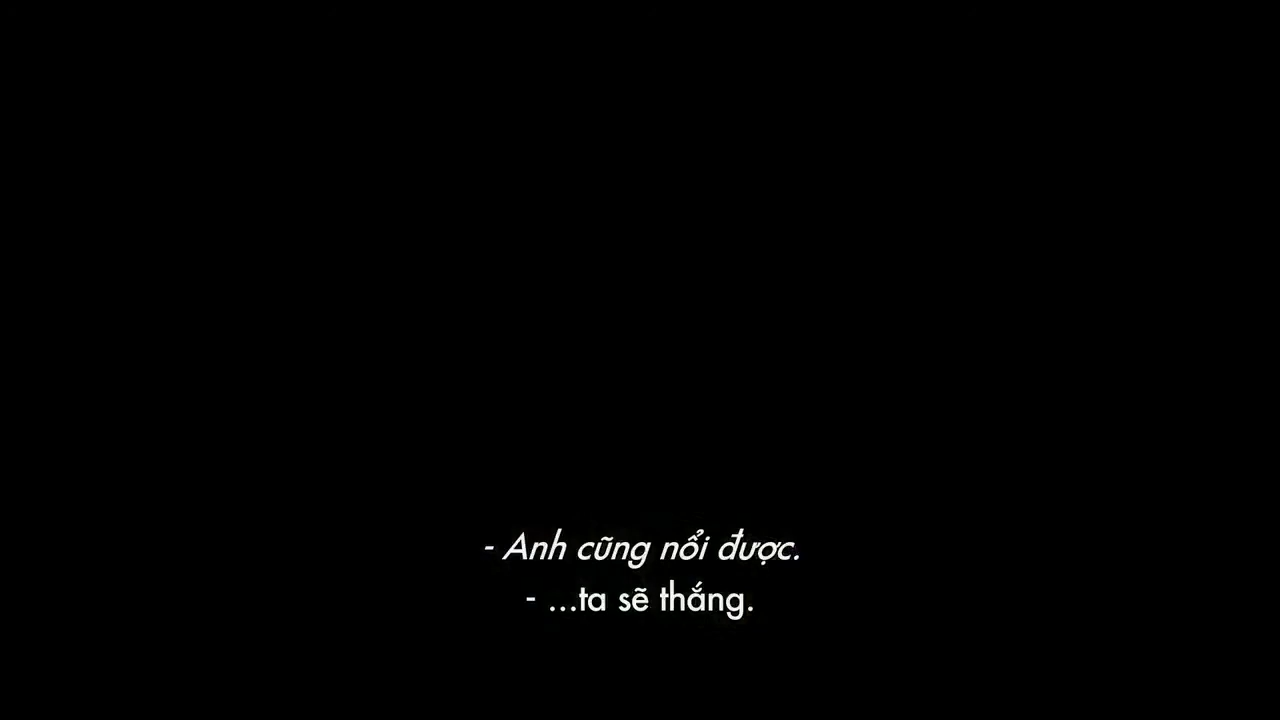 - Anh cũng nổi được.
- ...ta sẽ thắng.